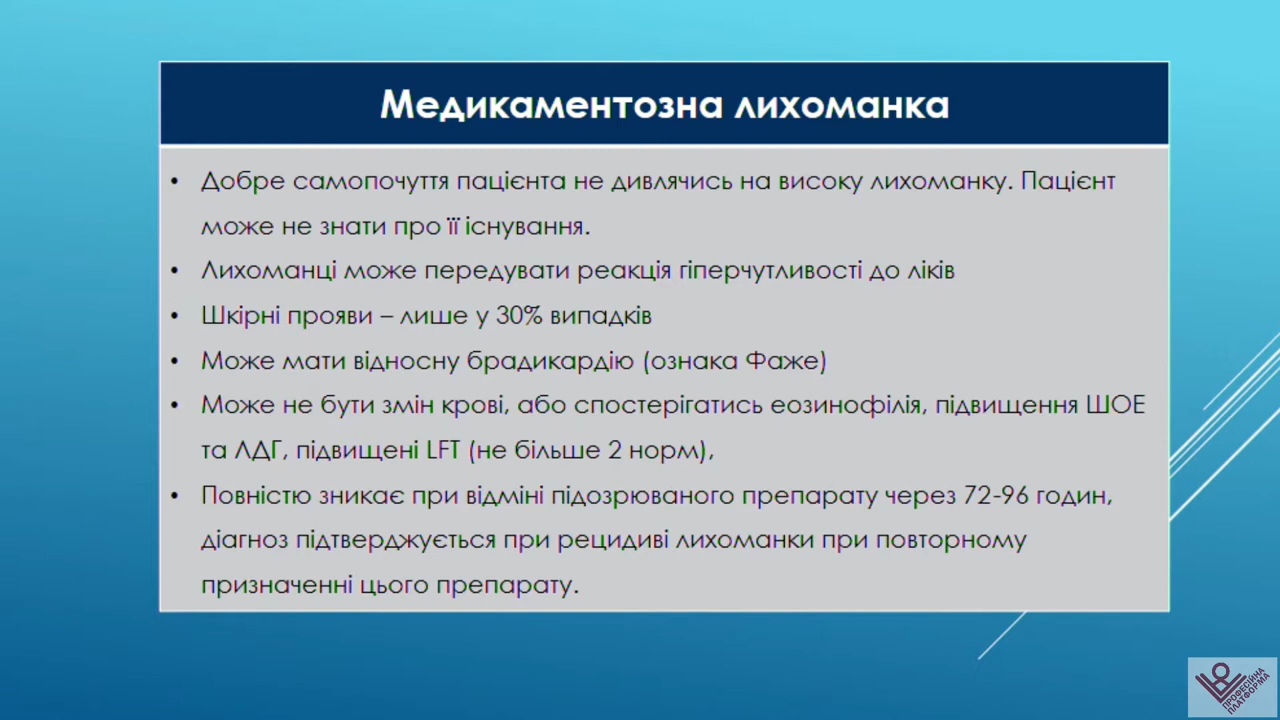 Медикаментозна лихоманка
• Добре самопочуття пацієнта не дивлячись на високу лихоманку. Пацієнт
може не знати про її існування.
• Лихоманці може передувати реакція гіперчутливості до ліків
• Шкірні прояви – лише у 30% випадків
• Може мати відносну брадикардію (ознака Фаже)
• Може не бути змін крові, або спостерігатись еозинофілія, підвищення ШОЕ
та ЛДГ, підвищені LFT (не більше 2 норм),
• Повністю зникає при відміні підозрюваного препарату через 72-96 годин,
діагноз підтверджується при рецидиві лихоманки при повторному
призначенні цього препарату.
ПРОФЕСІЙНА
ПЛАТФОРМА